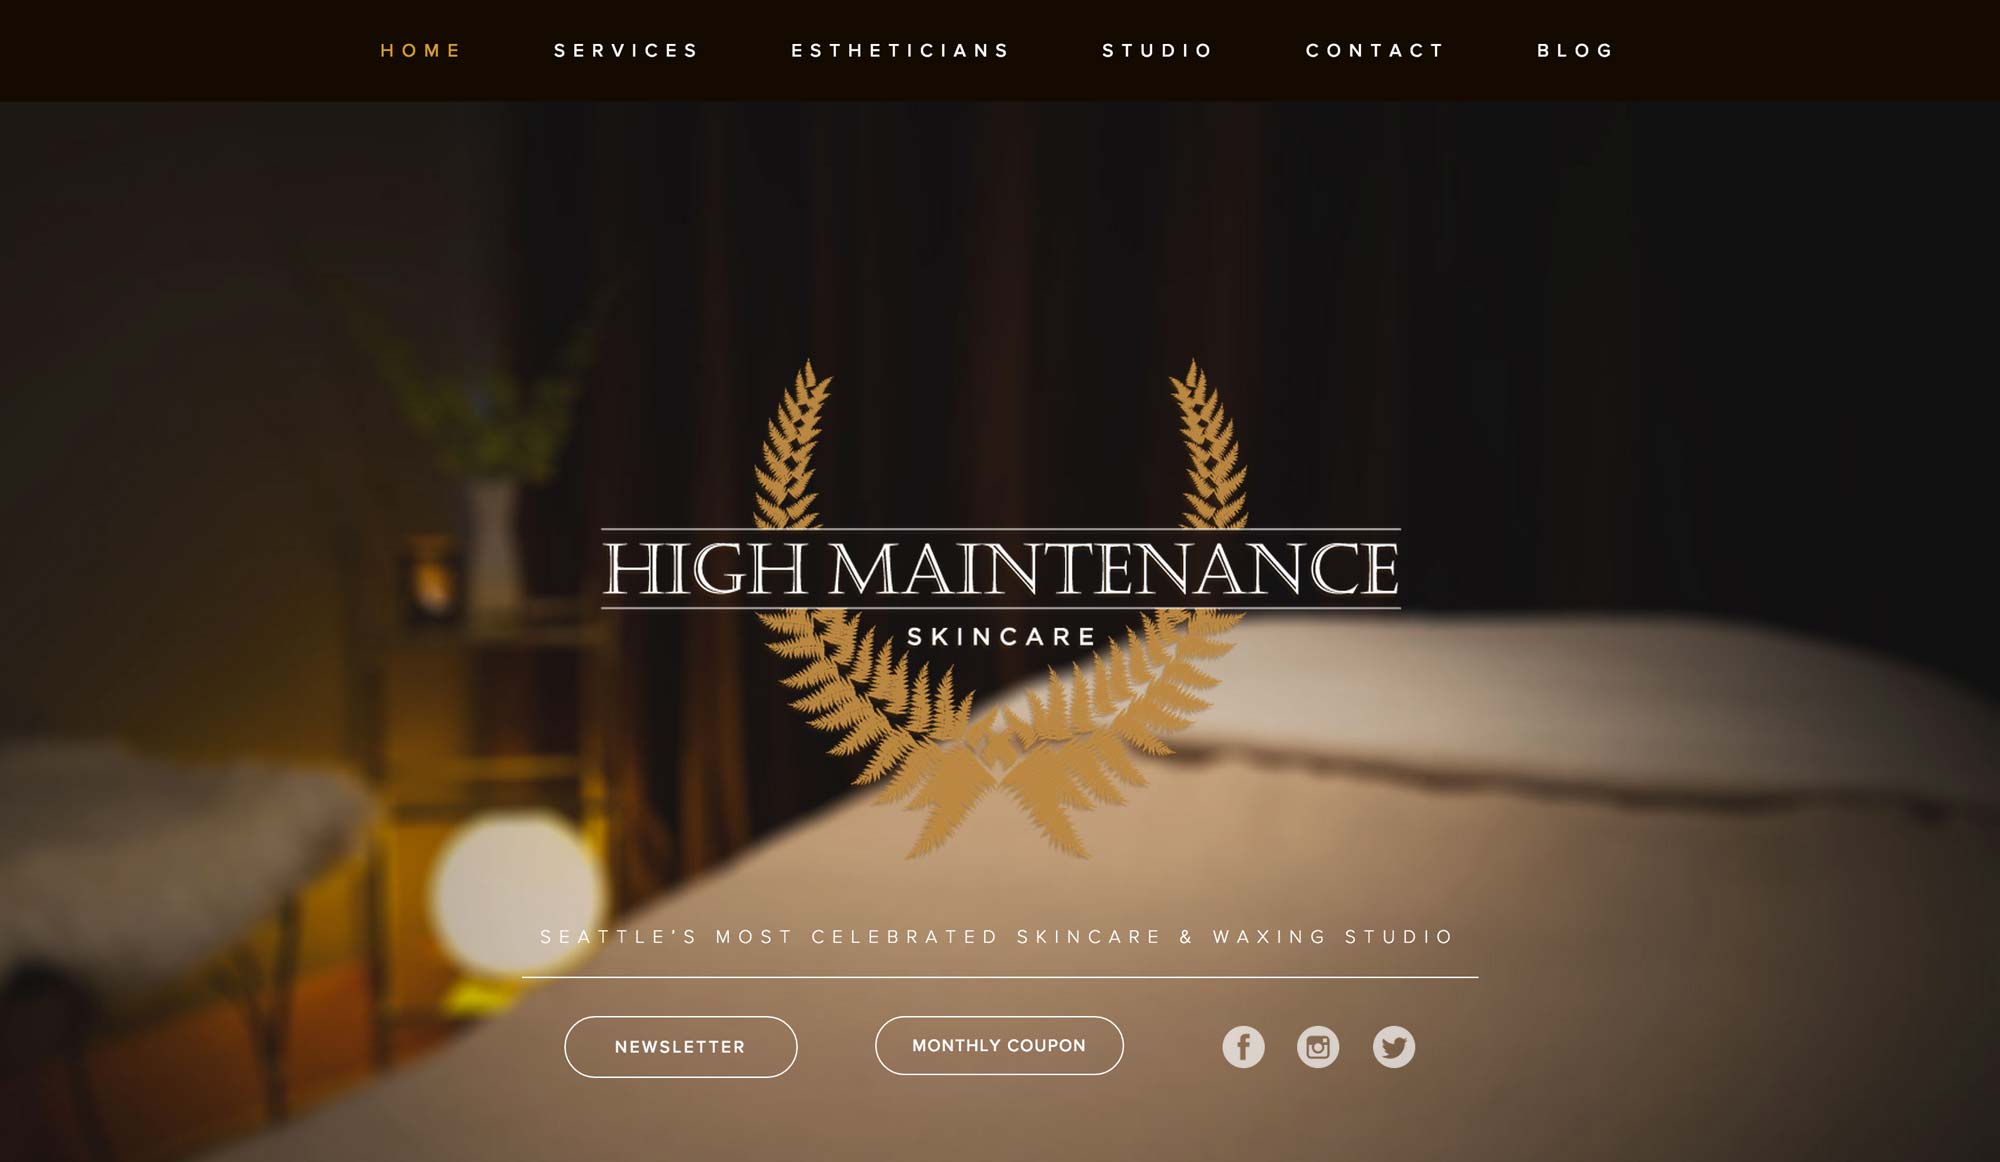 HOME SERVICES ESTHETICIANS STUDIO CONTACT BLOG
HIGH MAINTENANCE
SKINCARE
SEATTLE'S MOST CELEBRATED SKINCARE & WAXING STUDIO
NEWSLETTER MONTHLY COUPON